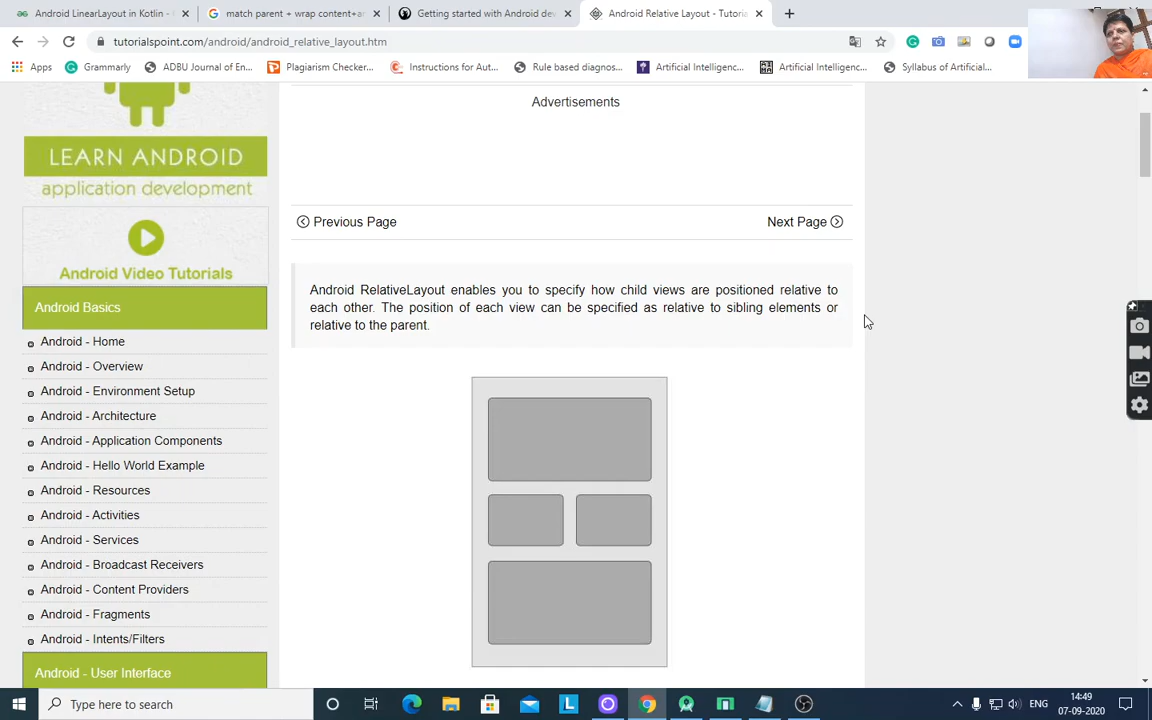 Android LinearLayout in Kotlin -
match parent + wrap content+an
Getting started with Android de
Android Relative Layout - Tutoria
tutorialspoint.com/android/android_relative_layout.htm
Apps
Grammarly
ADBU Journal of En...
Plagiarism Checker...
Instructions for Aut...
Rule based diagnos...
Artificial Intelligenc...
Artificial Intelligenc...
Syllabus of Artificial...
Advertisements
LEARN ANDROID
application development
Previous Page
Next Page
Android Video Tutorials
Android RelativeLayout enables you to specify how child views are positioned relative to
each other. The position of each view can be specified as relative to sibling elements or
relative to the parent.
Android Basics
Android - Home
Android - Overview
Android - Environment Setup
Android - Architecture
Android - Application Components
Android - Hello World Example
Android - Resources
Android - Activities
Android - Services
Android - Broadcast Receivers
Android - Content Providers
Android - Fragments
Android - Intents/Filters
Android - User Interface
Type here to search
ENG
14:49
07-09-2020